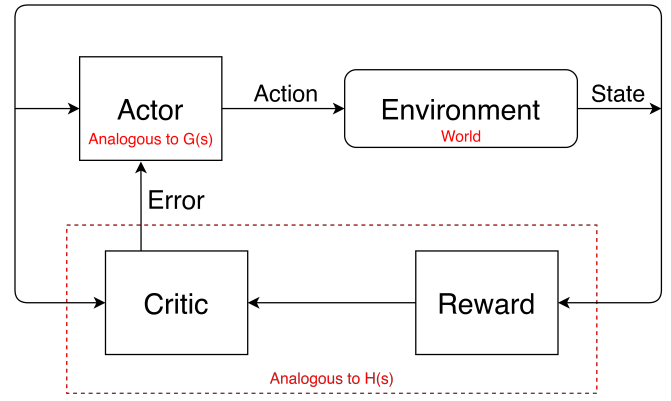 Actor
Analogous to G(s)
Action
Environment
World
State
Error
Critic
Reward
Analogous to H(s)